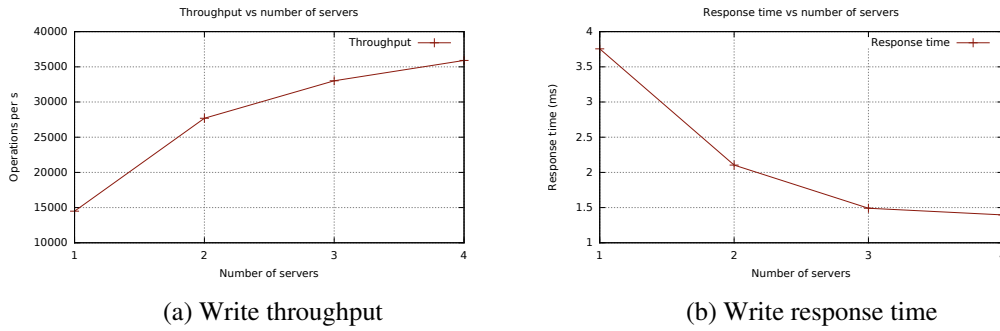 Throughput vs number of servers
40000
Throughput
35000
30000
25000
20000
15000
10000
Operations per s
1
2
3
4
Number of servers
(a) Write throughput
Response time vs number of servers
4
Response time
3.5
3
2.5
2
1.5
1
Response time (ms)
1
2
3
Number of servers
(b) Write response time